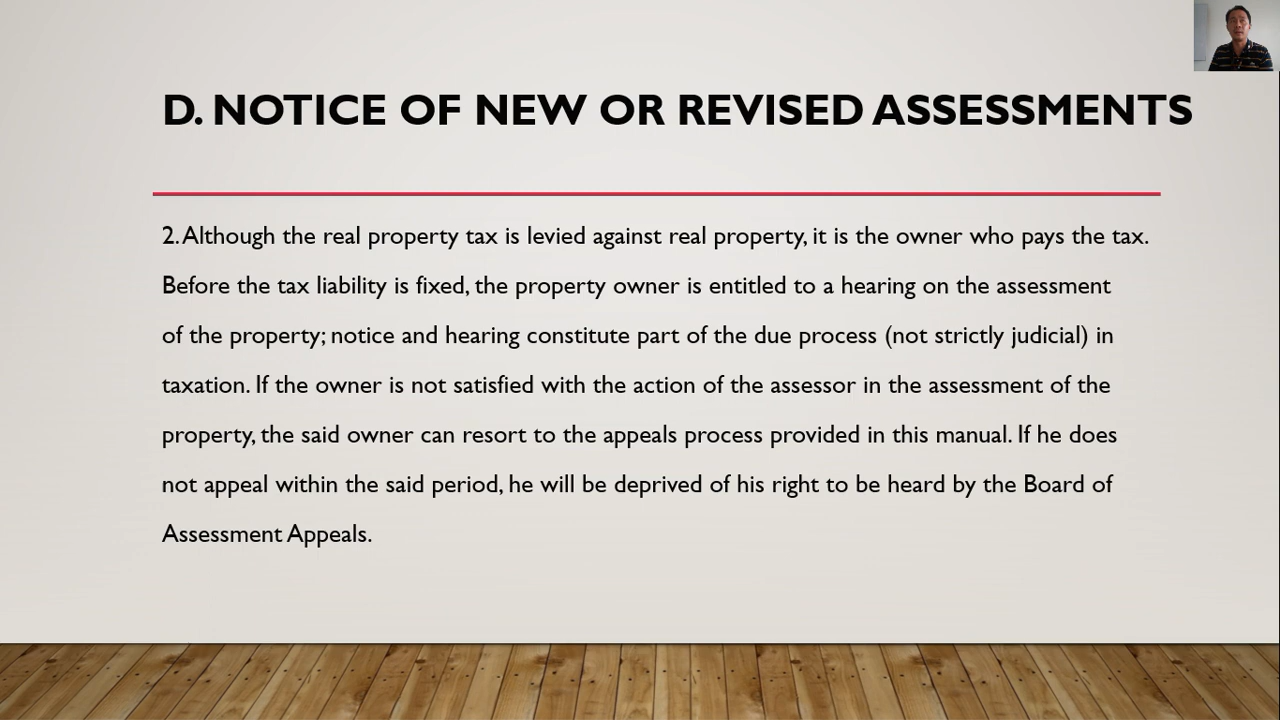 D. NOTICE OF NEW OR REVISED ASSESSMENTS
2. Although the real property tax is levied against real property, it is the owner who pays the tax.
Before the tax liability is fixed, the property owner is entitled to a hearing on the assessment
of the property; notice and hearing constitute part of the due process (not strictly judicial) in
taxation. If the owner is not satisfied with the action of the assessor in the assessment of the
property, the said owner can resort to the appeals process provided in this manual. If he does
not appeal within the said period, he will be deprived of his right to be heard by the Board of
Assessment Appeals.